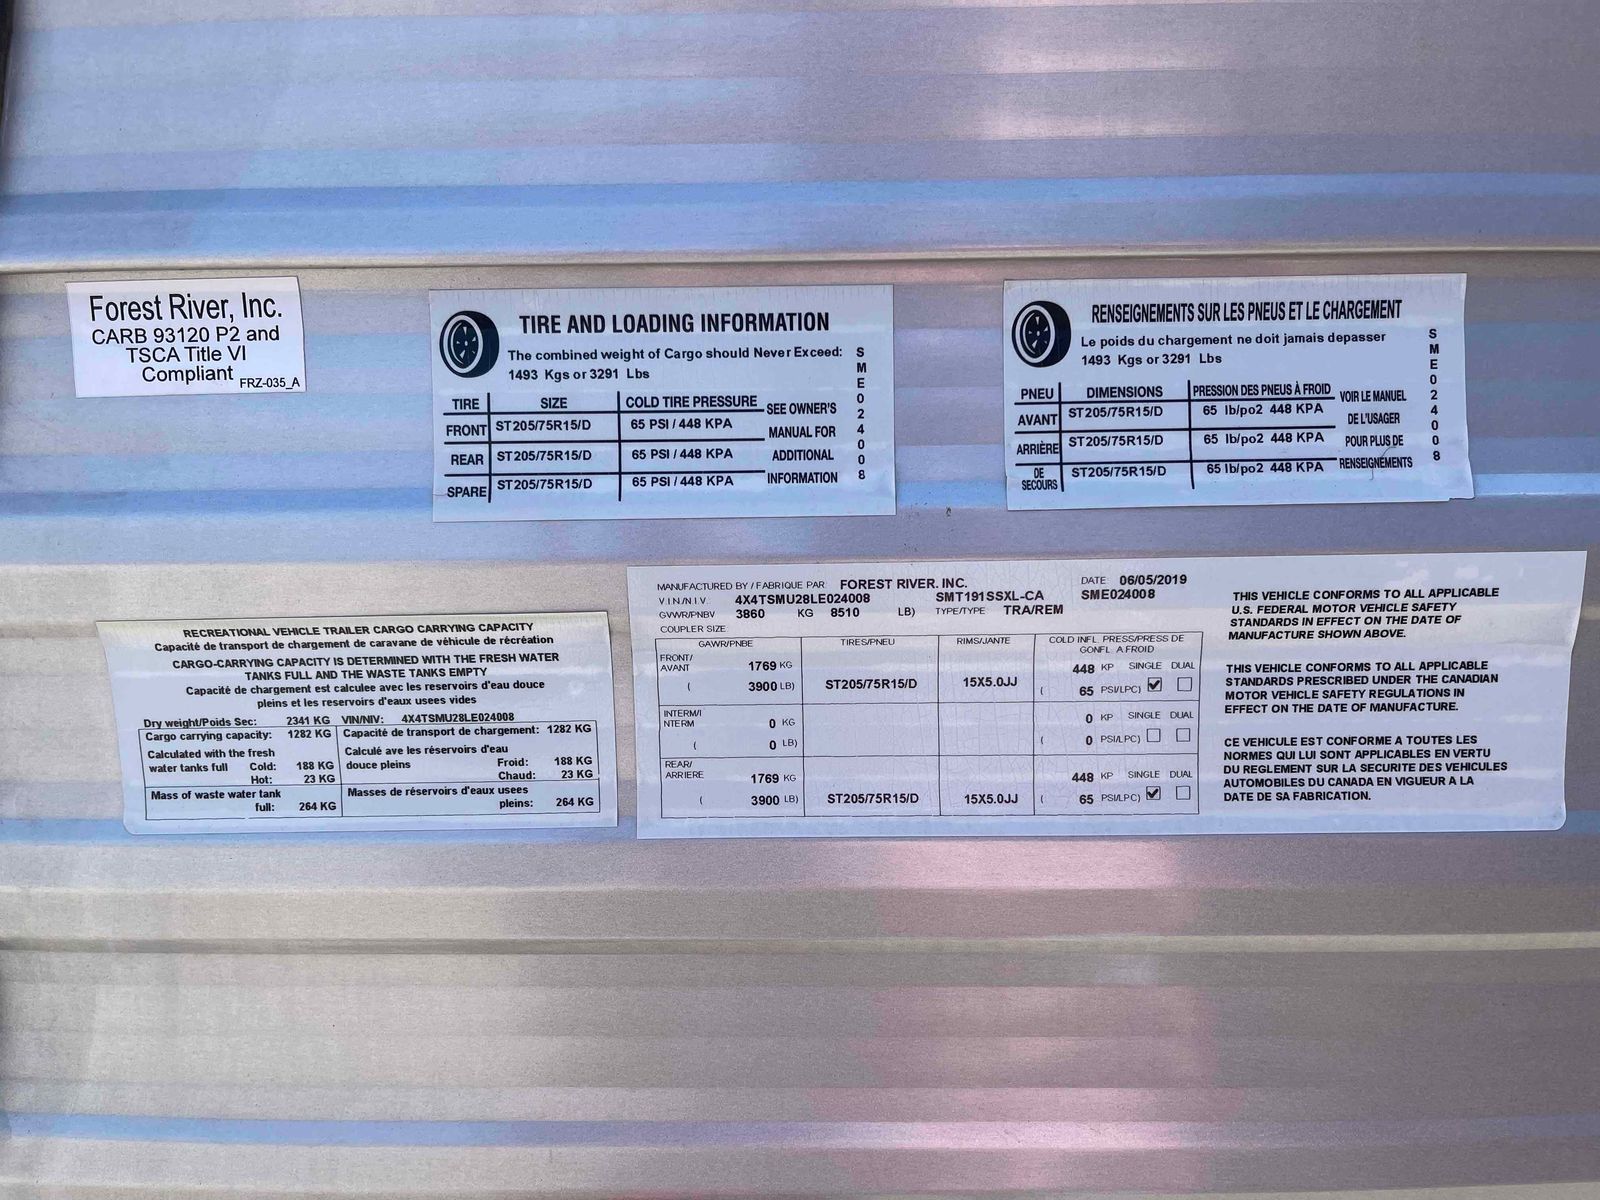 Forest River, Inc.
CARB 93120 P2 and
TSCA Title VI
Compliant
FRZ-035_A
TIRE AND LOADING INFORMATION
The combined weight of Cargo should Never Exceed:
1493 Kgs or 3291 Lbs
TIRE SIZE COLD TIRE PRESSURE
FRONT ST205/75R15/D 65 PSI / 448 KPA
REAR ST205/75R15/D 65 PSI / 448 KPA
SPARE ST205/75R15/D 65 PSI / 448 KPA
SEE OWNER'S
MANUAL FOR
ADDITIONAL
INFORMATION
SME024008
RENSEIGNEMENTS SUR LES PNEUS ET LE CHARGEMENT
Le poids du chargement ne doit jamais depasser
1493 Kgs or 3291 Lbs
PNEU DIMENSIONS PRESSION DES PNEUS À FROID
AVANT ST205/75R15/D 65 lb/po2 448 KPA
ARRIÈRE ST205/75R15/D 65 lb/po2 448 KPA
DE
SECOURS ST205/75R15/D 65 lb/po2 448 KPA
VOIR LE MANUEL
DE L'USAGER
POUR PLUS DE
RENSEIGNEMENTS
SME024008
RECREATIONAL VEHICLE TRAILER CARGO CARRYING CAPACITY
Capacité de transport de chargement de caravane de véhicule de récréation
CARGO-CARRYING CAPACITY IS DETERMINED WITH THE FRESH WATER
TANKS FULL AND THE WASTE TANKS EMPTY
Capacité de chargement est calculee avec les reservoirs d'eau douce
pleins et les reservoirs d'eaux usees vides
Dry weight/Poids Sec: 2341 KG VIN/NIV: 4X4TSMU28LE024008
Cargo carrying capacity: 1282 KG Capacité de transport de chargement: 1282 KG
Calculated with the fresh
water tanks full Cold: 188 KG
Hot: 23 KG
Calculé ave les réservoirs d'eau
douce pleins Froid: 188 KG
Chaud: 23 KG
Mass of waste water tank
full: 264 KG
Masses de réservoirs d'eaux usees
pleins: 264 KG
MANUFACTURED BY / FABRIQUE PAR: FOREST RIVER, INC. DATE 06/05/2019
V.I.N./N.I.V. 4X4TSMU28LE024008 SMT191SSXL-CA SME024008
GVWR/PNBV 3860 KG 8510 LB) TYPE/TYPE TRA/REM
COUPLER SIZE
GAWR/PNBE TIRES/PNEU RIMS/JANTE COLD INFL. PRESS/PRESS DE
GONFL. A FROID
FRONT/
AVANT 1769 KG 448 KP SINGLE DUAL
( 3900 LB) ST205/75R15/D 15X5.0JJ ( 65 PSI/LPC) ☑ ☐
INTERM/I
NTERM 0 KG 0 KP SINGLE DUAL
( 0 LB) ( 0 PSI/LPC) ☐ ☐
REAR/
ARRIERE 1769 KG 448 KP SINGLE DUAL
( 3900 LB) ST205/75R15/D 15X5.0JJ ( 65 PSI/LPC) ☑ ☐
THIS VEHICLE CONFORMS TO ALL APPLICABLE
U.S. FEDERAL MOTOR VEHICLE SAFETY
STANDARDS IN EFFECT ON THE DATE OF
MANUFACTURE SHOWN ABOVE.
THIS VEHICLE CONFORMS TO ALL APPLICABLE
STANDARDS PRESCRIBED UNDER THE CANADIAN
MOTOR VEHICLE SAFETY REGULATIONS IN
EFFECT ON THE DATE OF MANUFACTURE.
CE VEHICULE EST CONFORME A TOUTES LES
NORMES QUI LUI SONT APPLICABLES EN VERTU
DU REGLEMENT SUR LA SECURITE DES VEHICULES
AUTOMOBILES DU CANADA EN VIGUEUR A LA
DATE DE SA FABRICATION.